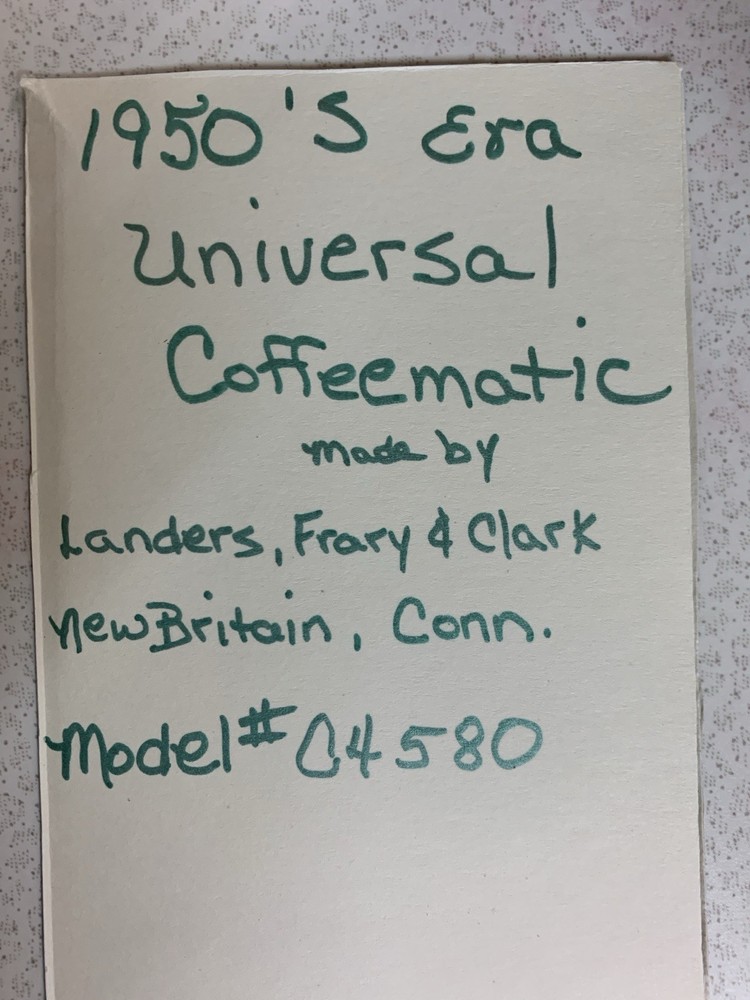 1950's Era
Universal
Coffeematic
made by
Landers, Frary & Clark
New Britain, Conn.
Model# C4580